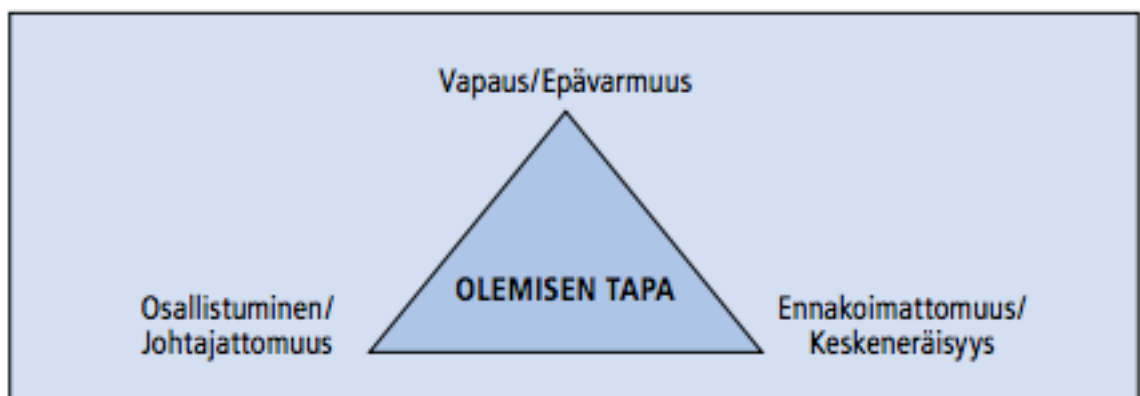 Vapaus/Epävarmuus
OLEMISEN TAPA
Osallistuminen/
Johtajattomuus
Ennakoimattomuus/
Keskeneräisyys